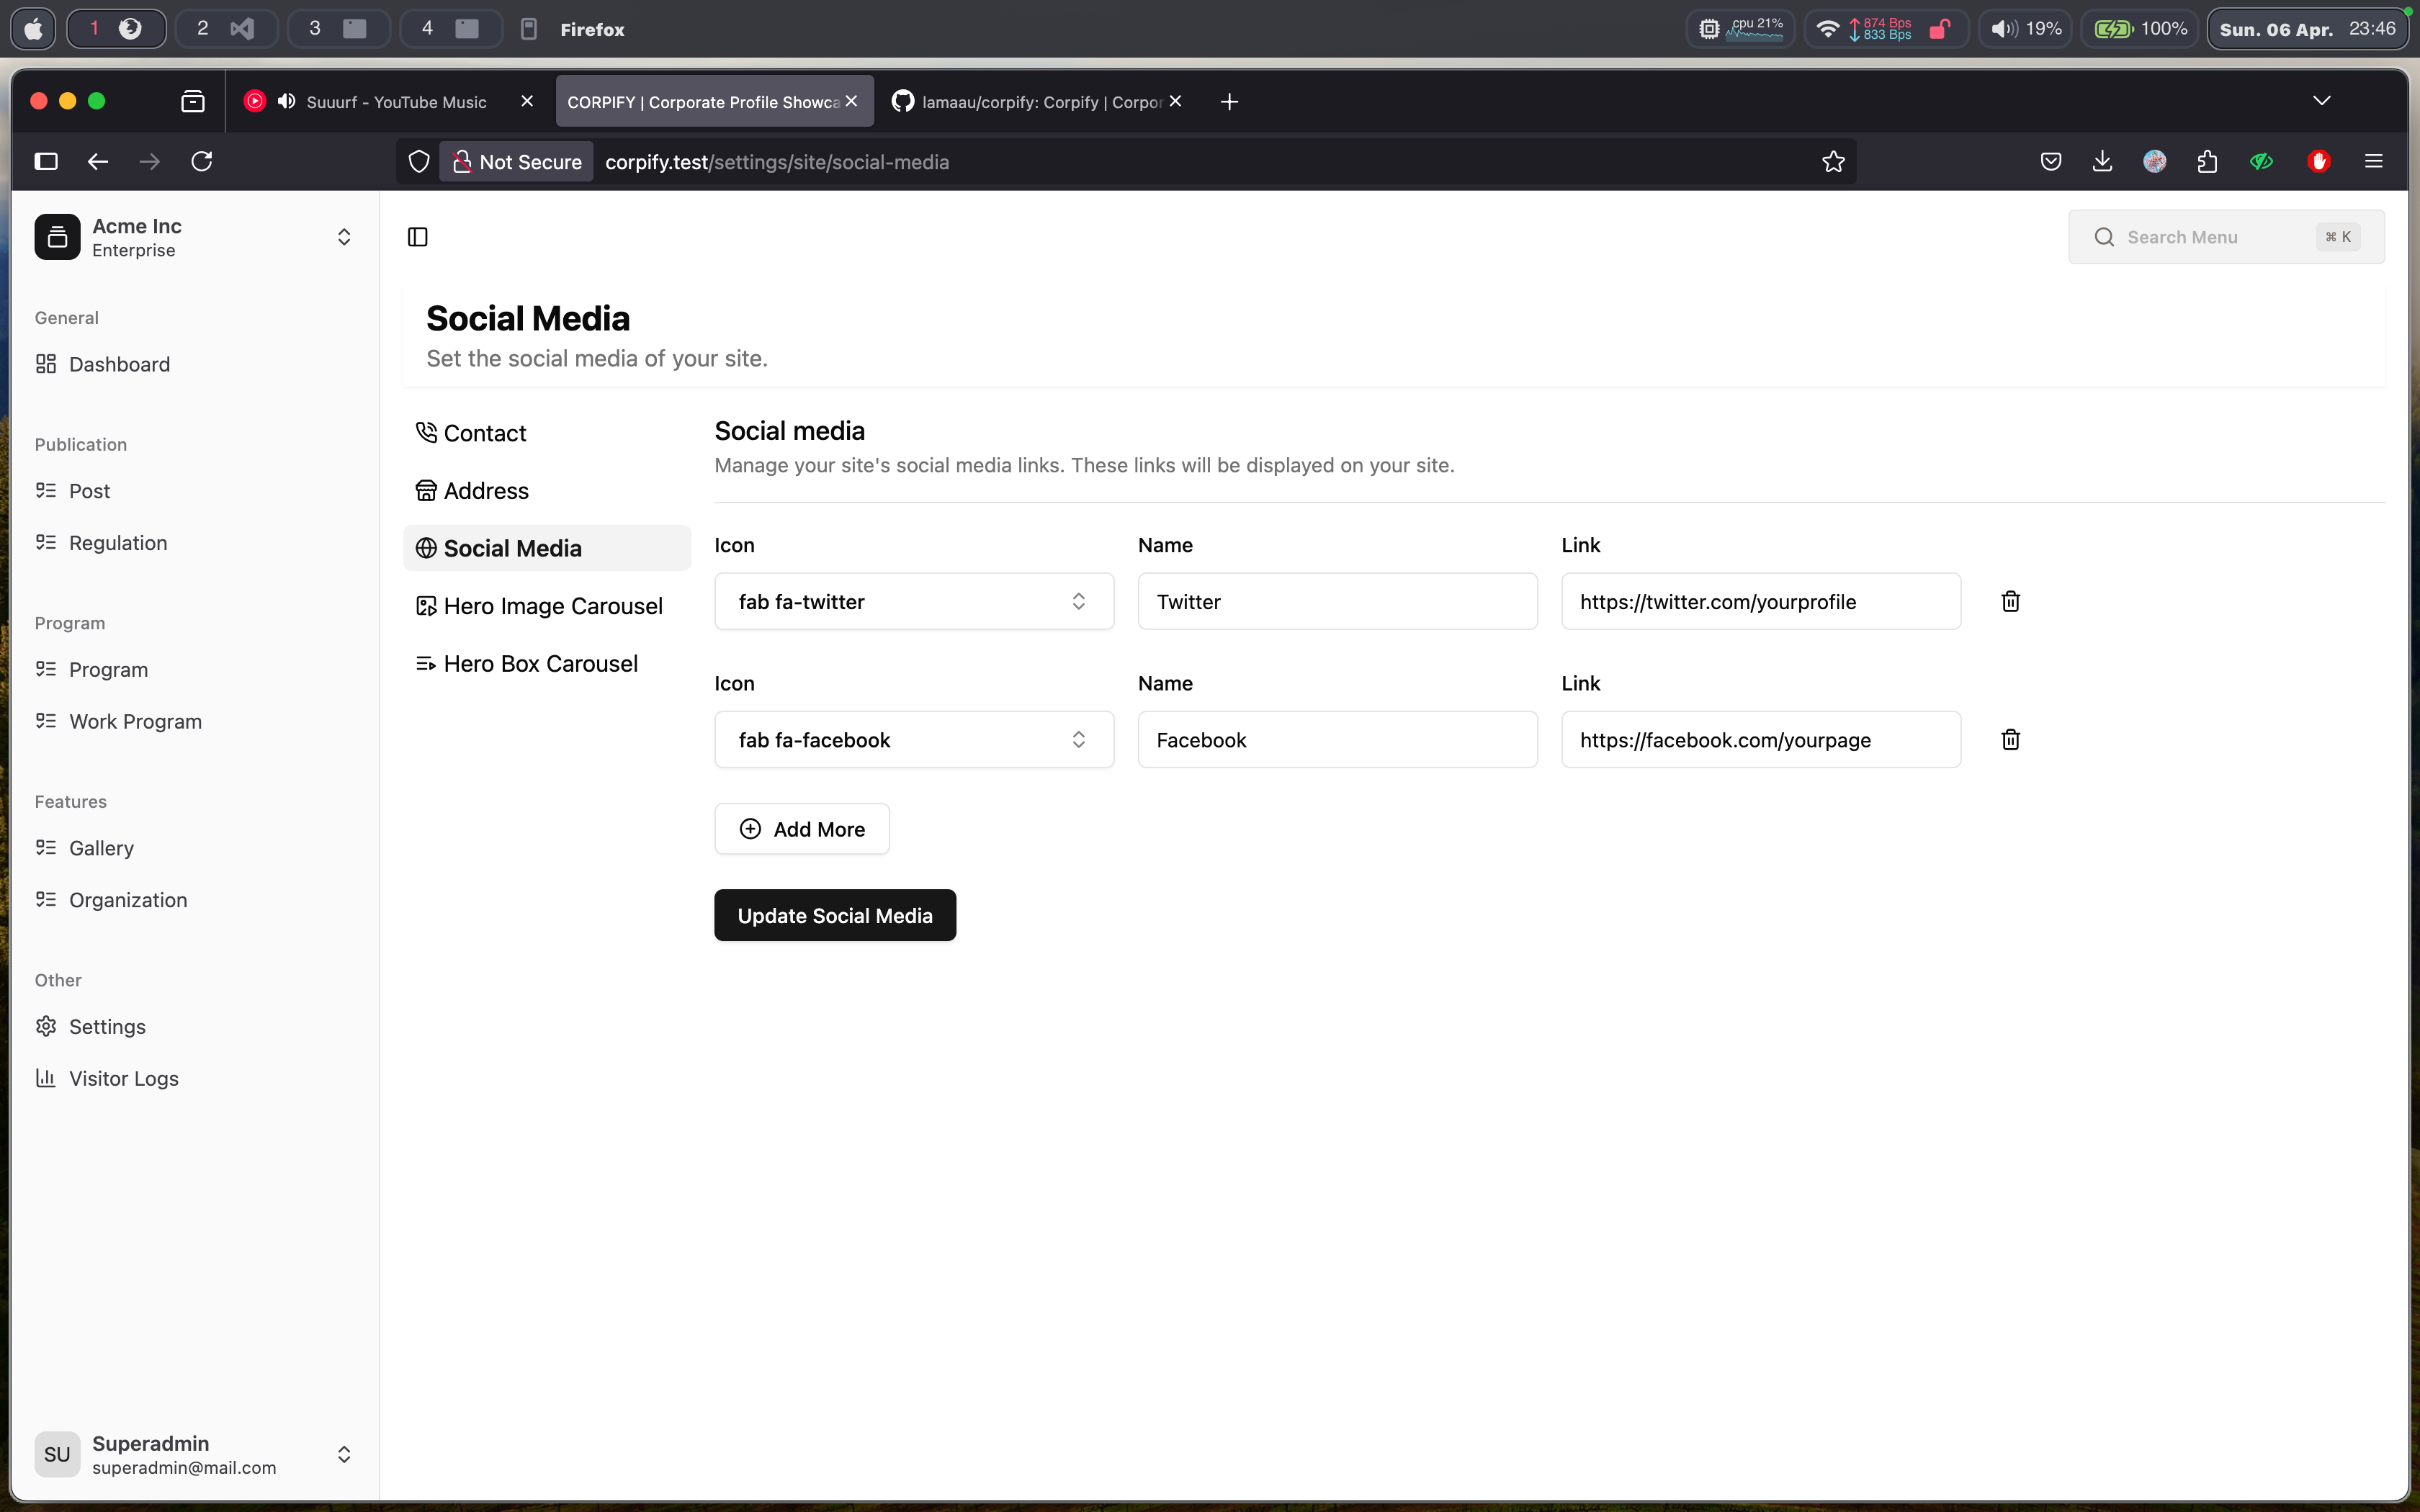 1
2
3
4
Firefox
cpu 21%
874 Bps
833 Bps
19%
100%
Sun. 06 Apr. 23:46
Suuurf - YouTube Music
CORPIFY | Corporate Profile Showca
lamaau/corpify: Corpify | Corpor
Not Secure
corpify.test/settings/site/social-media
Acme Inc
Enterprise
Search Menu
⌘ K
General
Dashboard
Publication
Post
Regulation
Program
Program
Work Program
Features
Gallery
Organization
Other
Settings
Visitor Logs
SU
Superadmin
superadmin@mail.com
Social Media
Set the social media of your site.
Contact
Address
Social Media
Hero Image Carousel
Hero Box Carousel
Social media
Manage your site's social media links. These links will be displayed on your site.
Icon Name Link
fab fa-twitter Twitter https://twitter.com/yourprofile
Icon Name Link
fab fa-facebook Facebook https://facebook.com/yourpage
Add More
Update Social Media